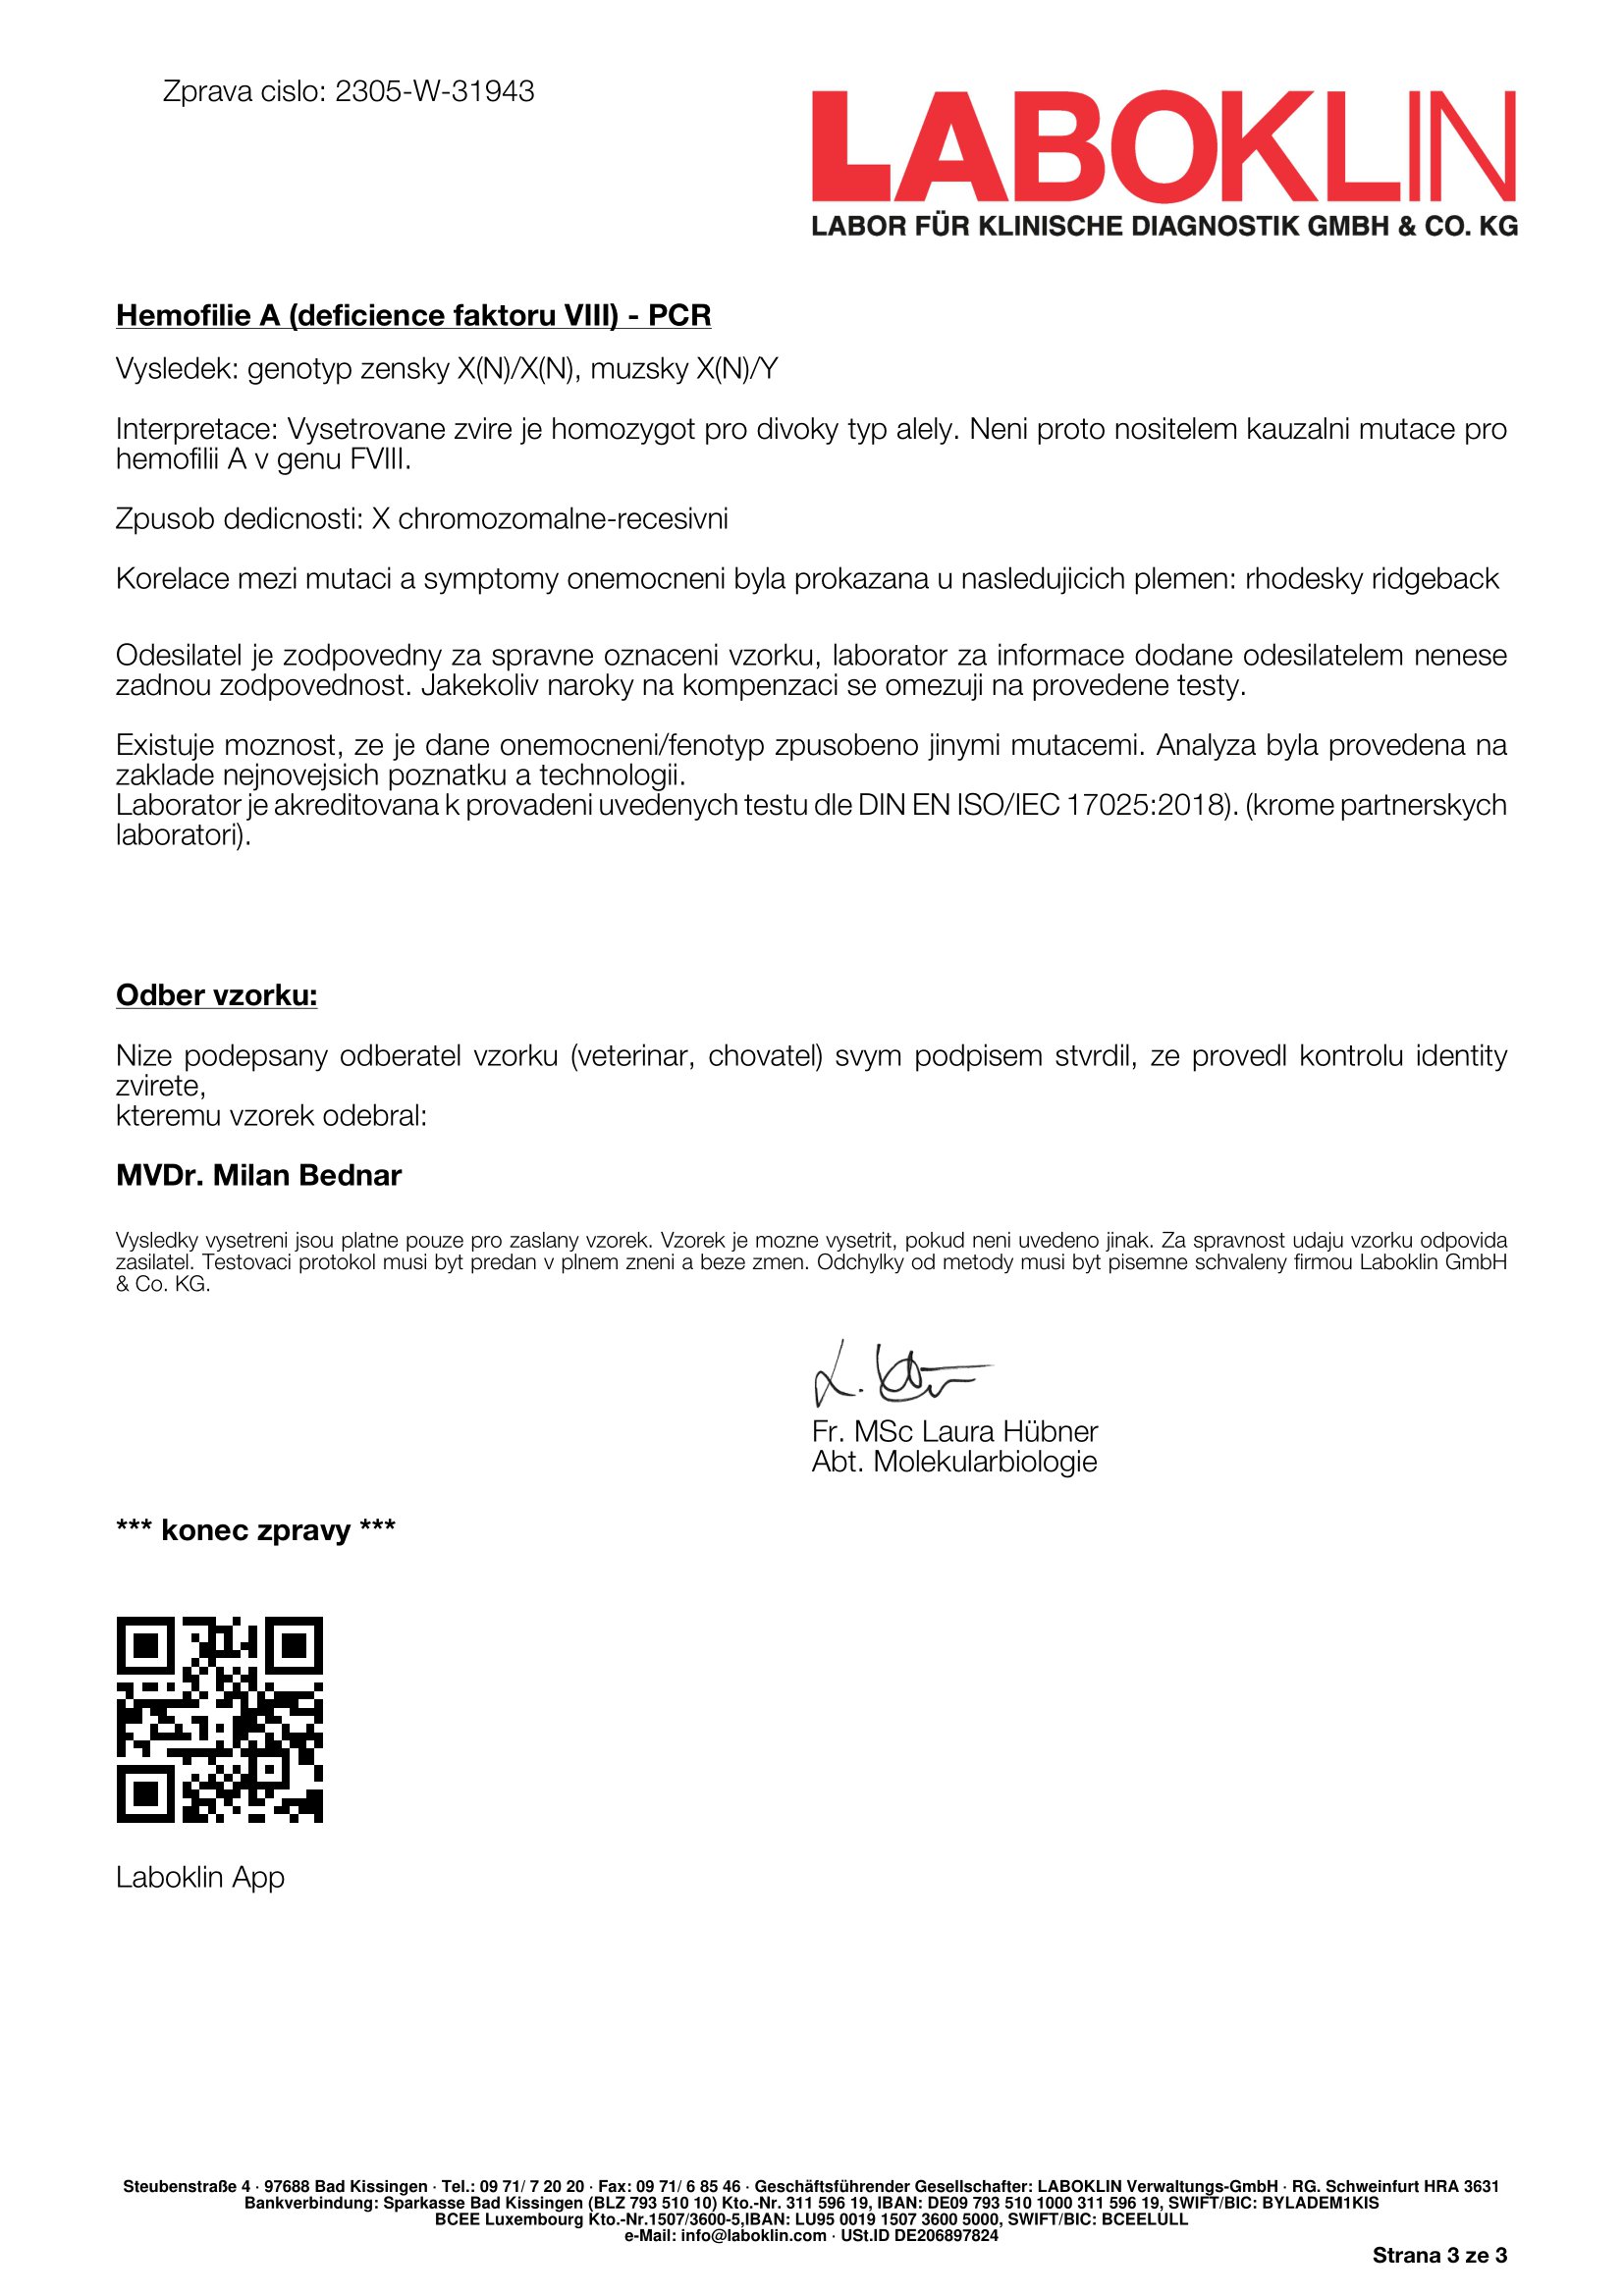 Zprava cislo: 2305-W-31943
LABOKLIN
LABOR FÜR KLINISCHE DIAGNOSTIK GMBH & CO. KG
Hemofilie A (deficience faktoru VIII) - PCR
Vysledek: genotyp zensky X(N)/X(N), muzsky X(N)/Y
Interpretace: Vysetrovane zvire je homozygot pro divoky typ alely. Neni proto nositelem kauzalni mutace pro
hemofilii A v genu FVIII.
Zpusob dedicnosti: X chromozomalne-recesivni
Korelace mezi mutaci a symptomy onemocneni byla prokazana u nasledujicich plemen: rhodesky ridgeback
Odesilatel je zodpovedny za spravne oznaceni vzorku, laborator za informace dodane odesilatelem nenese
zadnou zodpovednost. Jakekoliv naroky na kompenzaci se omezuji na provedene testy.
Existuje moznost, ze je dane onemocneni/fenotyp zpusobeno jinymi mutacemi. Analyza byla provedena na
zaklade nejnovejsich poznatku a technologii.
Laborator je akreditovana k provadeni uvedenych testu dle DIN EN ISO/IEC 17025:2018). (krome partnerskych
laboratori).
Odber vzorku:
Nize podepsany odberatel vzorku (veterinar, chovatel) svym podpisem stvrdil, ze provedl kontrolu identity
zvirete,
kteremu vzorek odebral:
MVDr. Milan Bednar
Vysledky vysetreni jsou platne pouze pro zaslany vzorek. Vzorek je mozne vysetrit, pokud neni uvedeno jinak. Za spravnost udaju vzorku odpovida
zasilatel. Testovaci protokol musi byt predan v plnem zneni a beze zmen. Odchylky od metody musi byt pisemne schvaleny firmou Laboklin GmbH
& Co. KG.
Fr. MSc Laura Hübner
Abt. Molekularbiologie
*** konec zpravy ***
Laboklin App
Steubenstraße 4 · 97688 Bad Kissingen · Tel.: 09 71/ 7 20 20 · Fax: 09 71/ 6 85 46 · Geschäftsführender Gesellschafter: LABOKLIN Verwaltungs-GmbH · RG. Schweinfurt HRA 3631
Bankverbindung: Sparkasse Bad Kissingen (BLZ 793 510 10) Kto.-Nr. 311 596 19, IBAN: DE09 793 510 1000 311 596 19, SWIFT/BIC: BYLADEM1KIS
BCEE Luxembourg Kto.-Nr.1507/3600-5,IBAN: LU95 0019 1507 3600 5000, SWIFT/BIC: BCEELULL
e-Mail: info@laboklin.com · USt.ID DE206897824
Strana 3 ze 3